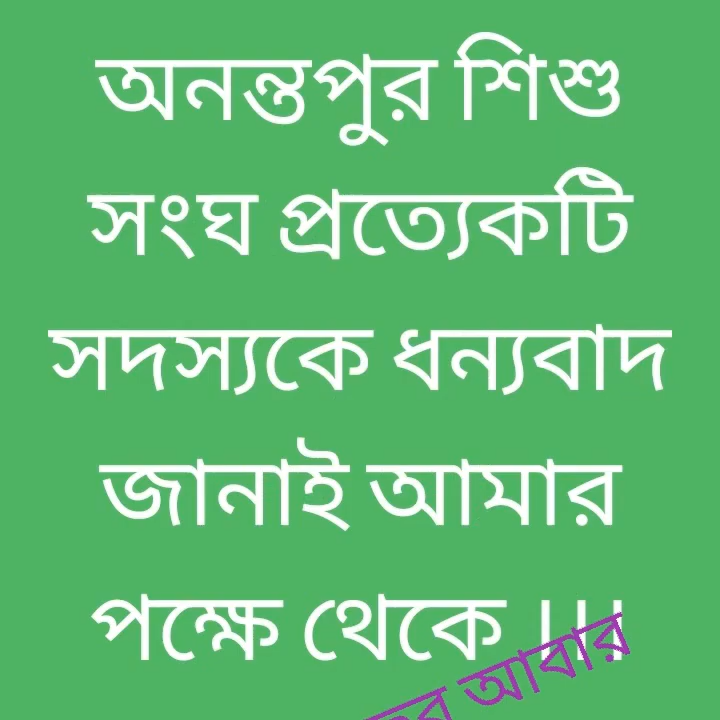 অনন্তপুর শিশু
সংঘ প্রত্যেকটি
সদস্যকে ধন্যবাদ
জানাই আমার
পক্ষে থেকে ।।।
আবার